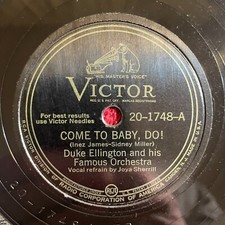 "HIS MASTER'S VOICE"
VICTOR
For best results
use Victor Needles
20-1748-A
COME TO BABY, DO!
(Inez James-Sidney Miller)
Duke Ellington and his
Famous Orchestra
Vocal refrain by Joya Sherrill
RCA
RADIO CORPORATION OF AMERICA